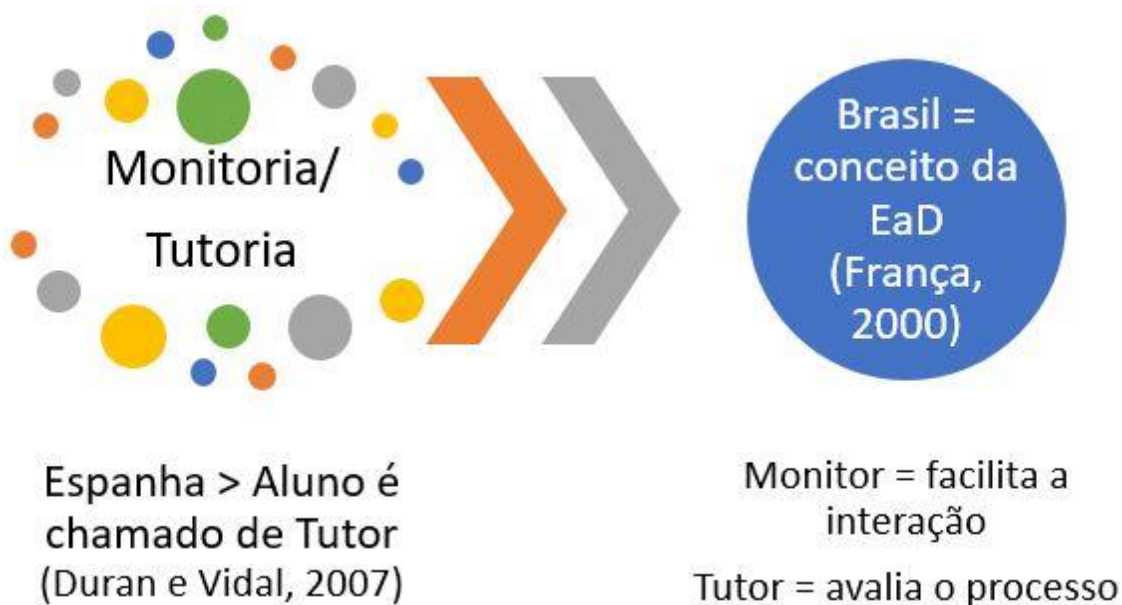 Monitoria/
Tutoria
Espanha > Aluno é
chamado de Tutor
(Duran e Vidal, 2007)
Brasil =
conceito da
EaD
(França,
2000)
Monitor = facilita a
interação
Tutor = avalia o processo